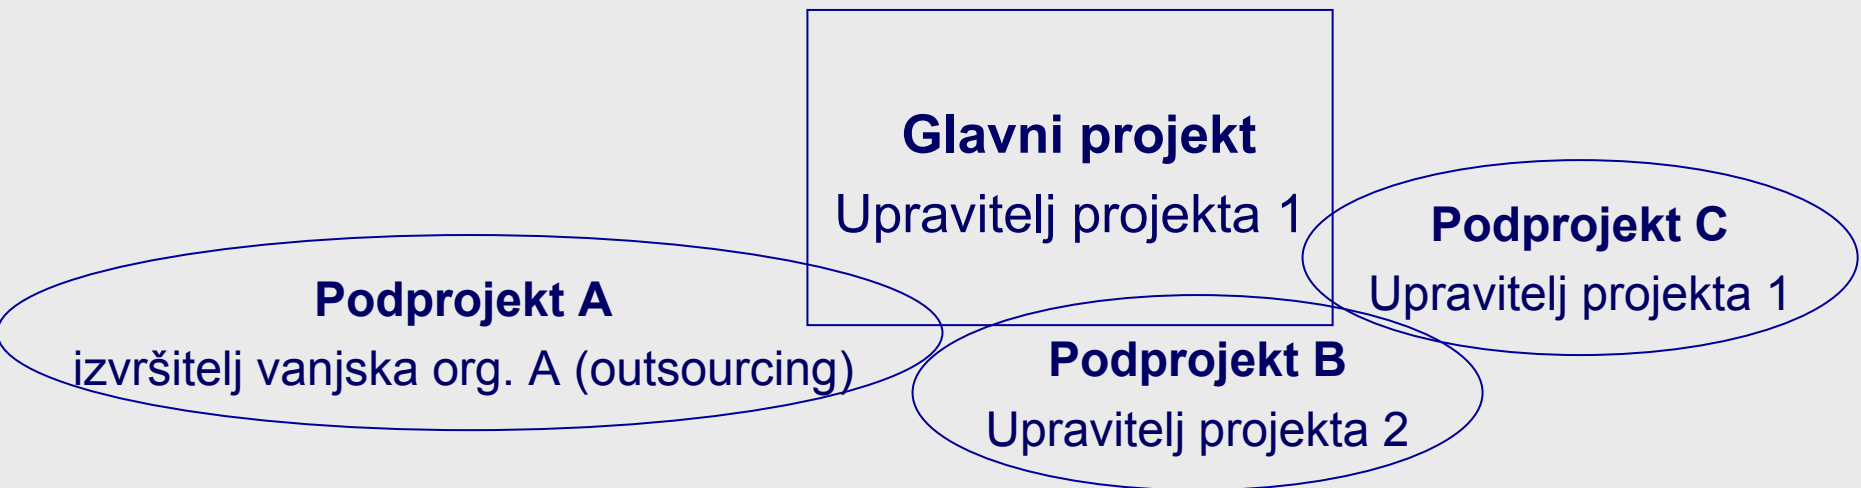 Glavni projekt
Upravitelj projekta 1
Podprojekt C
Upravitelj projekta 1
Podprojekt A
izvršitelj vanjska org. A (outsourcing)
Podprojekt B
Upravitelj projekta 2